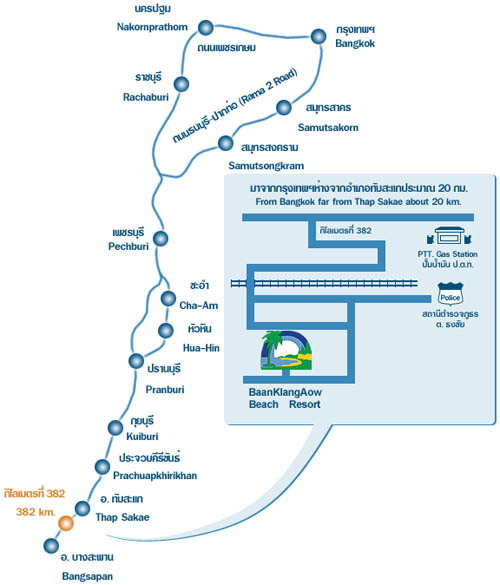 นครปฐม
Nakornprathom
กรุงเทพฯ
Bangkok
ถนนเพชรเกษม
ราชบุรี
Rachaburi
ถนนธนบุรี-ปากท่อ (Rama 2 Road)
สมุทรสาคร
Samutsakorn
สมุทรสงคราม
Samutsongkram
เพชรบุรี
Pechburi
ชะอำ
Cha-Am
หัวหิน
Hua-Hin
ปราณบุรี
Pranburi
กุยบุรี
Kuiburi
ประจวบคีรีขันธ์
Prachuapkhirikhan
กิโลเมตรที่ 382
382 km.
อ. ทับสะแก
Thap Sakae
อ. บางสะพาน
Bangsapan
มาจากกรุงเทพฯห่างจากอำเภอทับสะแกประมาณ 20 กม.
From Bangkok far from Thap Sakae about 20 km.
กิโลเมตรที่ 382
PTT. Gas Station
ปั๊มน้ำมัน ป.ต.ท.
Police
สถานีตำรวจภูธร
ต. ธงชัย
BaanKlangAow
Beach Resort